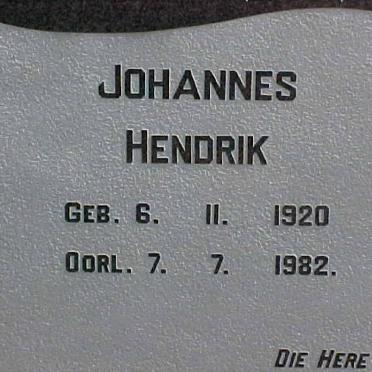 JOHANNES
HENDRIK
GEB. 6. 11. 1920
OORL. 7. 7. 1982.
DIE HERE